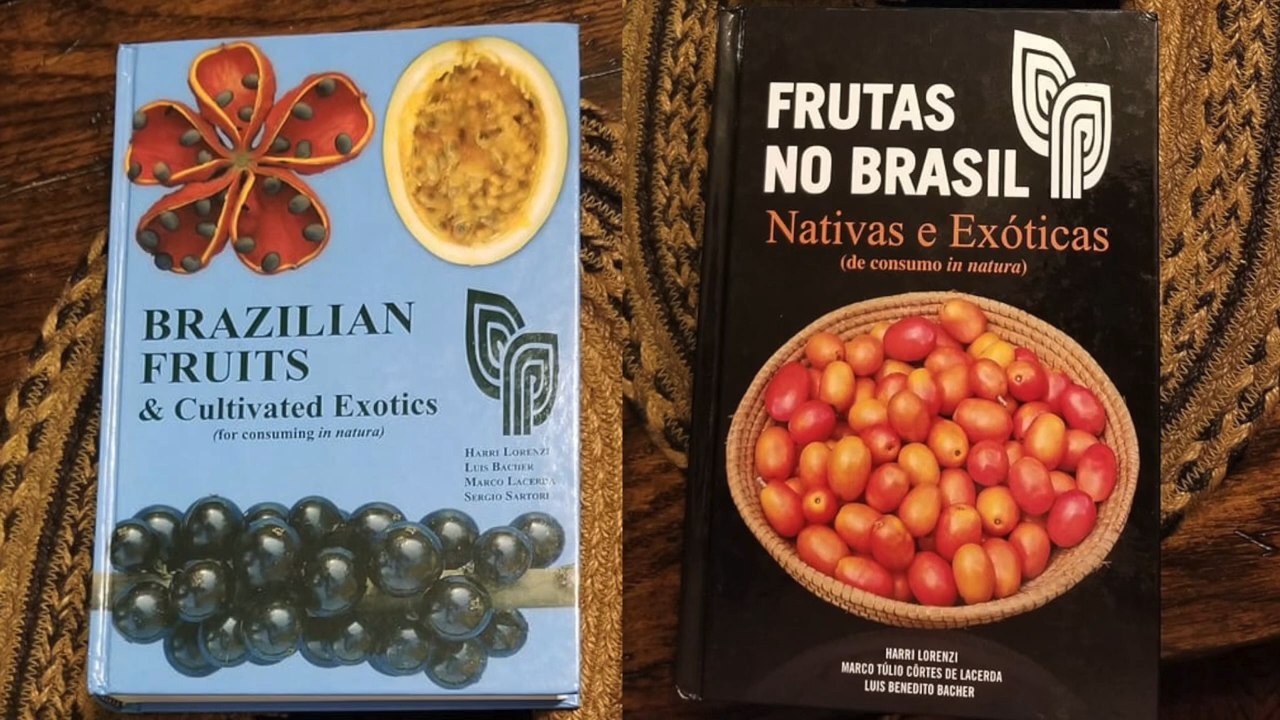 BRAZILIAN
FRUITS
& Cultivated Exotics
(for consuming in natura)
HARRI LORENZI
LUIS BACHER
MARCO LACERDA
SERGIO SARTORI
FRUTAS
NO BRASIL
Nativas e Exóticas
(de consumo in natura)
HARRI LORENZI
MARCO TÚLIO CÔRTES DE LACERDA
LUIS BENEDITO BACHER